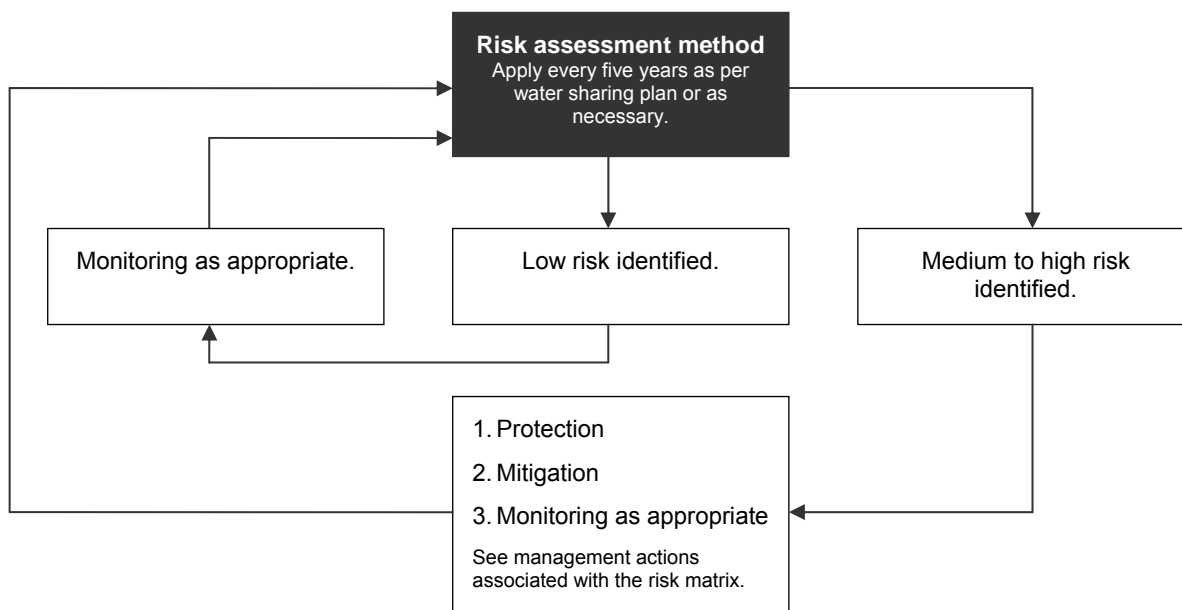 Risk assessment method
Apply every five years as per
water sharing plan or as
necessary.
Monitoring as appropriate.
Low risk identified.
Medium to high risk
identified.
1. Protection
2. Mitigation
3. Monitoring as appropriate
See management actions
associated with the risk matrix.